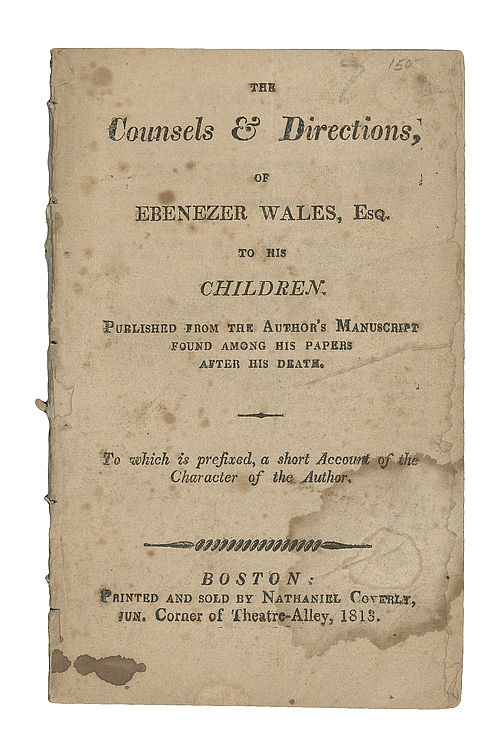 150-
THE
Counsels & Directions,
OF
EBENEZER WALES, Esq.
TO HIS
CHILDREN.
Published from the Author's Manuscript
found among his papers
after his death.
To which is prefixed, a short Account of the
Character of the Author.
BOSTON:
Printed and sold by Nathaniel Coverly,
jun. Corner of Theatre-Alley, 1813.